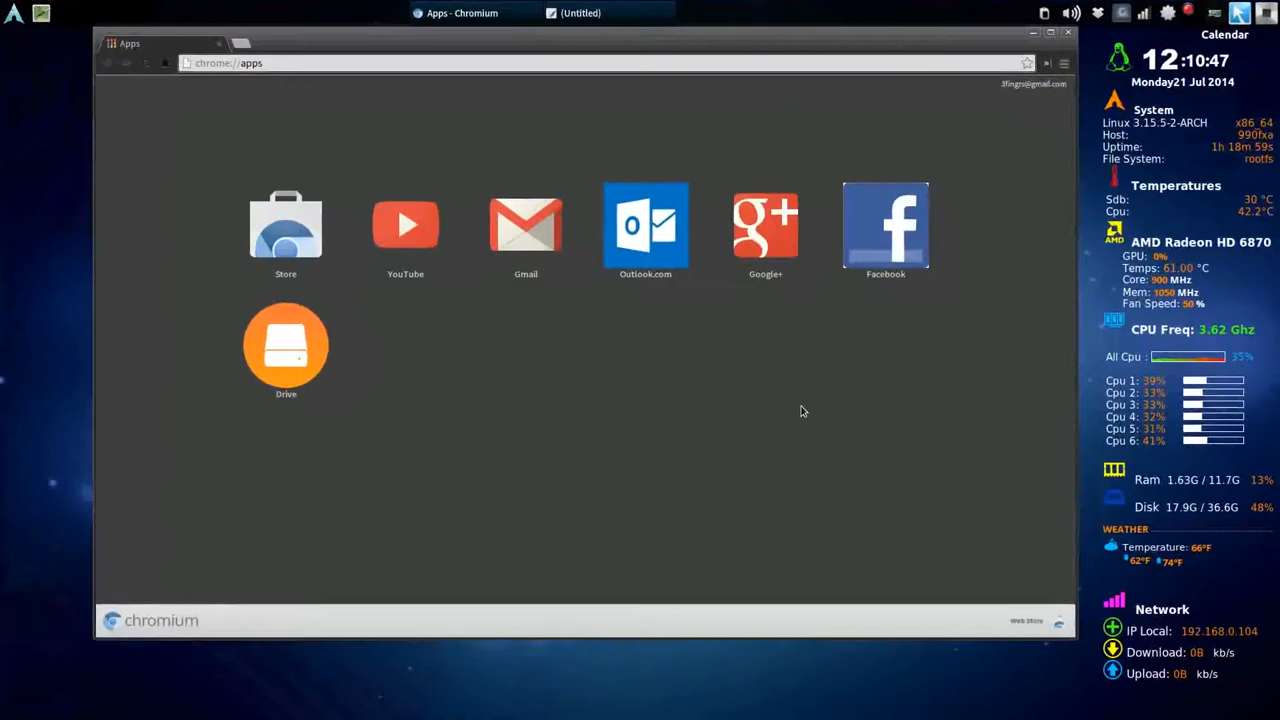 Apps - Chromium
(Untitled)
Apps
chrome://apps
3fingrs@gmail.com
Store
YouTube
Gmail
Outlook.com
Google+
Facebook
Drive
chromium
Web Store
Calendar
12:10:47
Monday21 Jul 2014
System
Linux 3.15.5-2-ARCH x86_64
Host: 990fxa
Uptime: 1h 18m 59s
File System: rootfs
Temperatures
Sdb: 30 °C
Cpu: 42.2°C
AMD
AMD Radeon HD 6870
GPU: 0%
Temps: 61.00 °C
Core: 900 MHz
Mem: 1050 MHz
Fan Speed: 50 %
CPU Freq: 3.62 Ghz
All Cpu : 35%
Cpu 1: 39%
Cpu 2: 33%
Cpu 3: 33%
Cpu 4: 32%
Cpu 5: 31%
Cpu 6: 41%
Ram 1.63G / 11.7G 13%
Disk 17.9G / 36.6G 48%
WEATHER
Temperature: 66°F
62°F 74°F
Network
IP Local: 192.168.0.104
Download: 0B kb/s
Upload: 0B kb/s